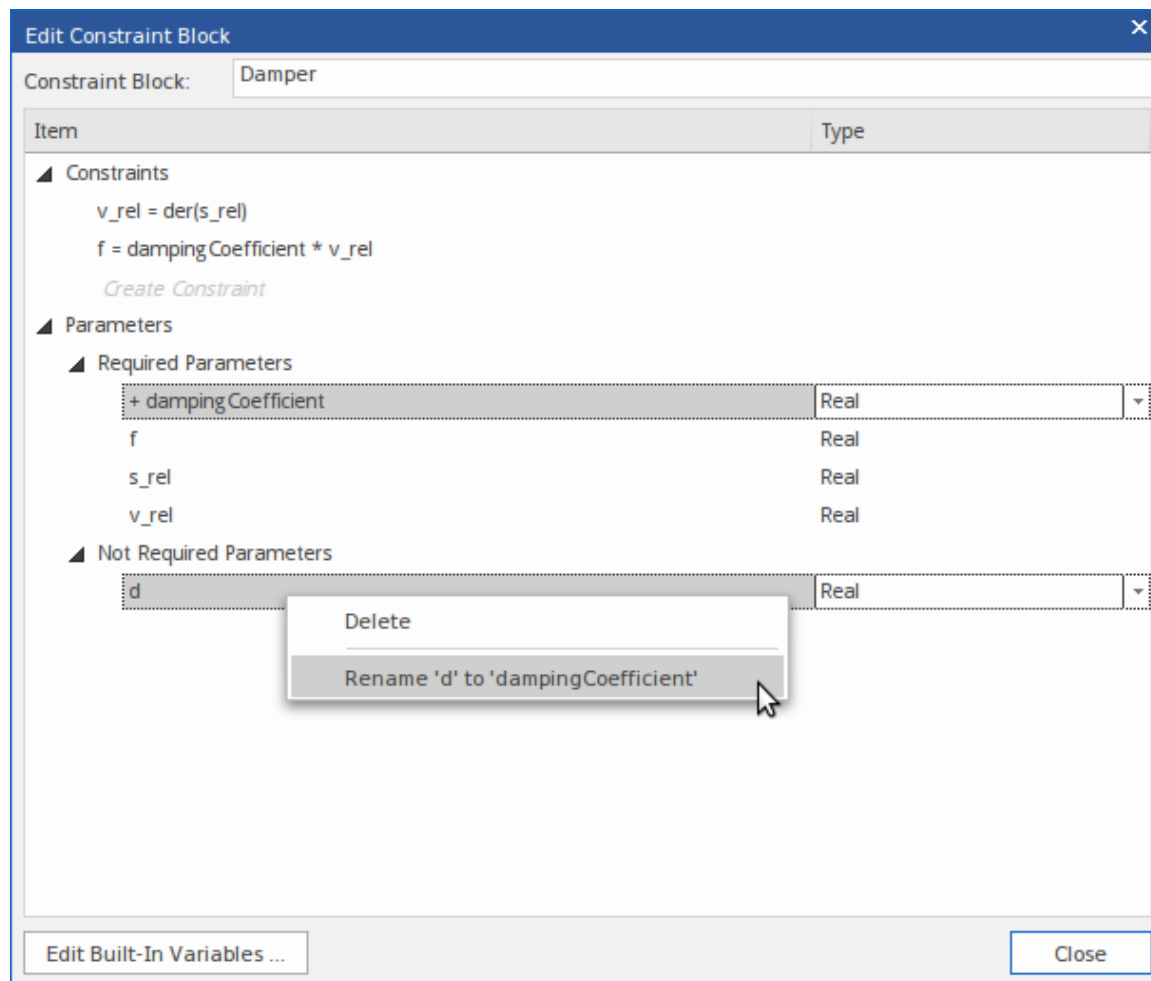 Edit Constraint Block
Constraint Block: Damper
Item Type
Constraints
v_rel = der(s_rel)
f = dampingCoefficient * v_rel
Create Constraint
Parameters
Required Parameters
+ dampingCoefficient Real
f Real
s_rel Real
v_rel Real
Not Required Parameters
d Real
Delete
Rename 'd' to 'dampingCoefficient'
Edit Built-In Variables ... Close